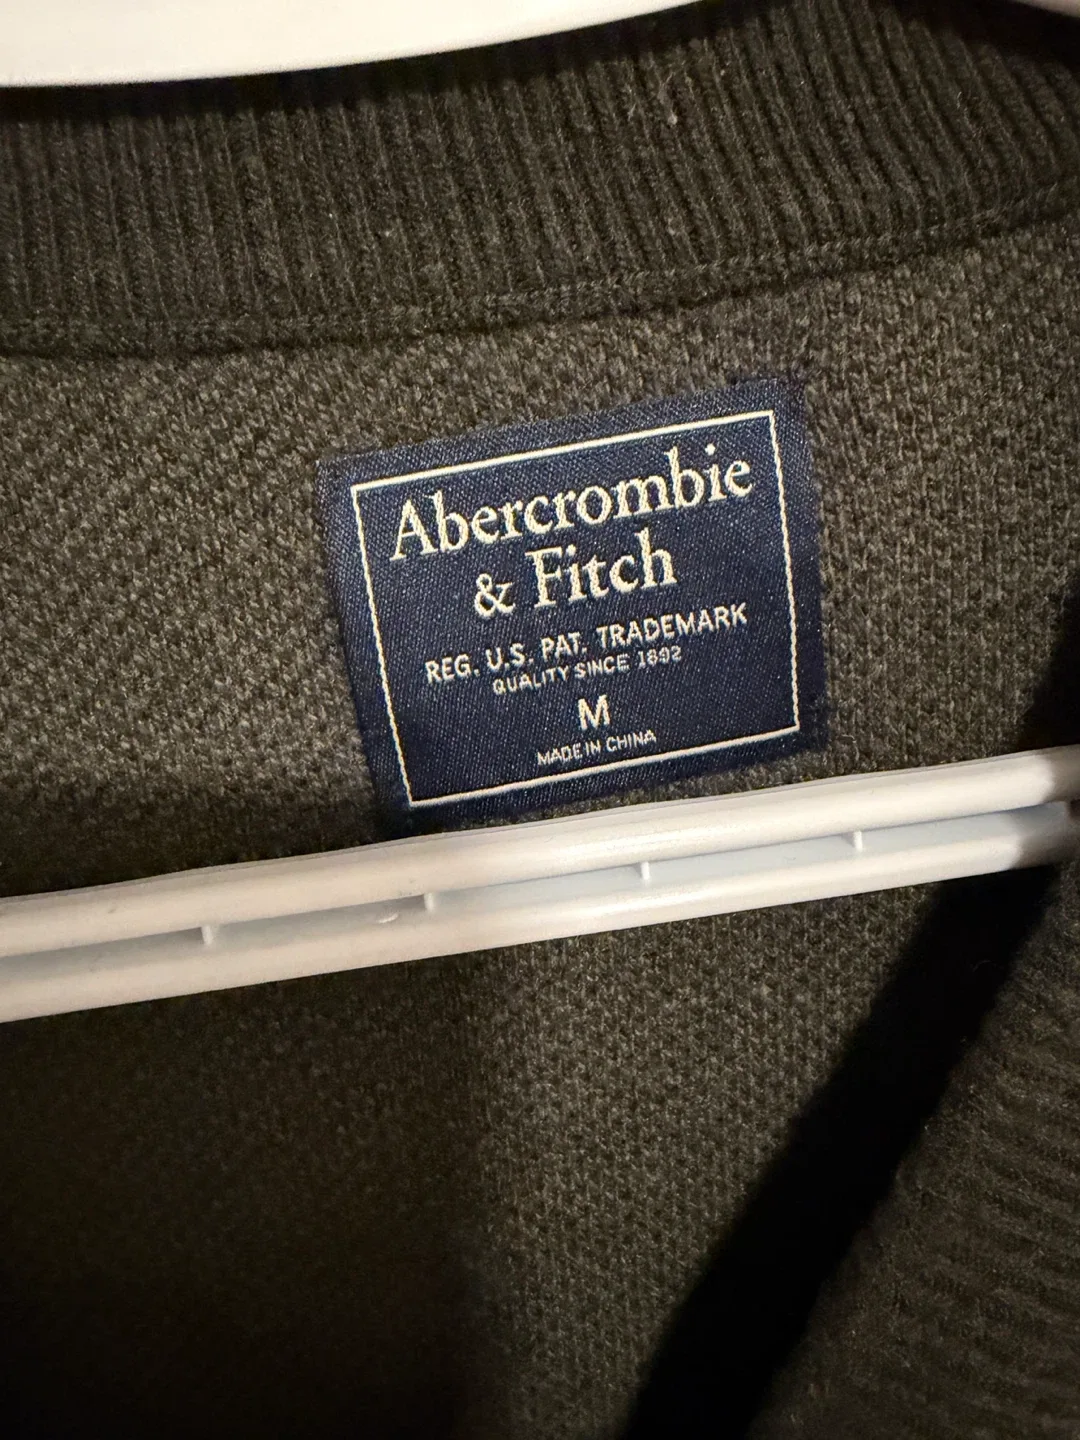 Abercrombie
& Fitch
REG. U.S. PAT. TRADEMARK
QUALITY SINCE 1892
M
MADE IN CHINA